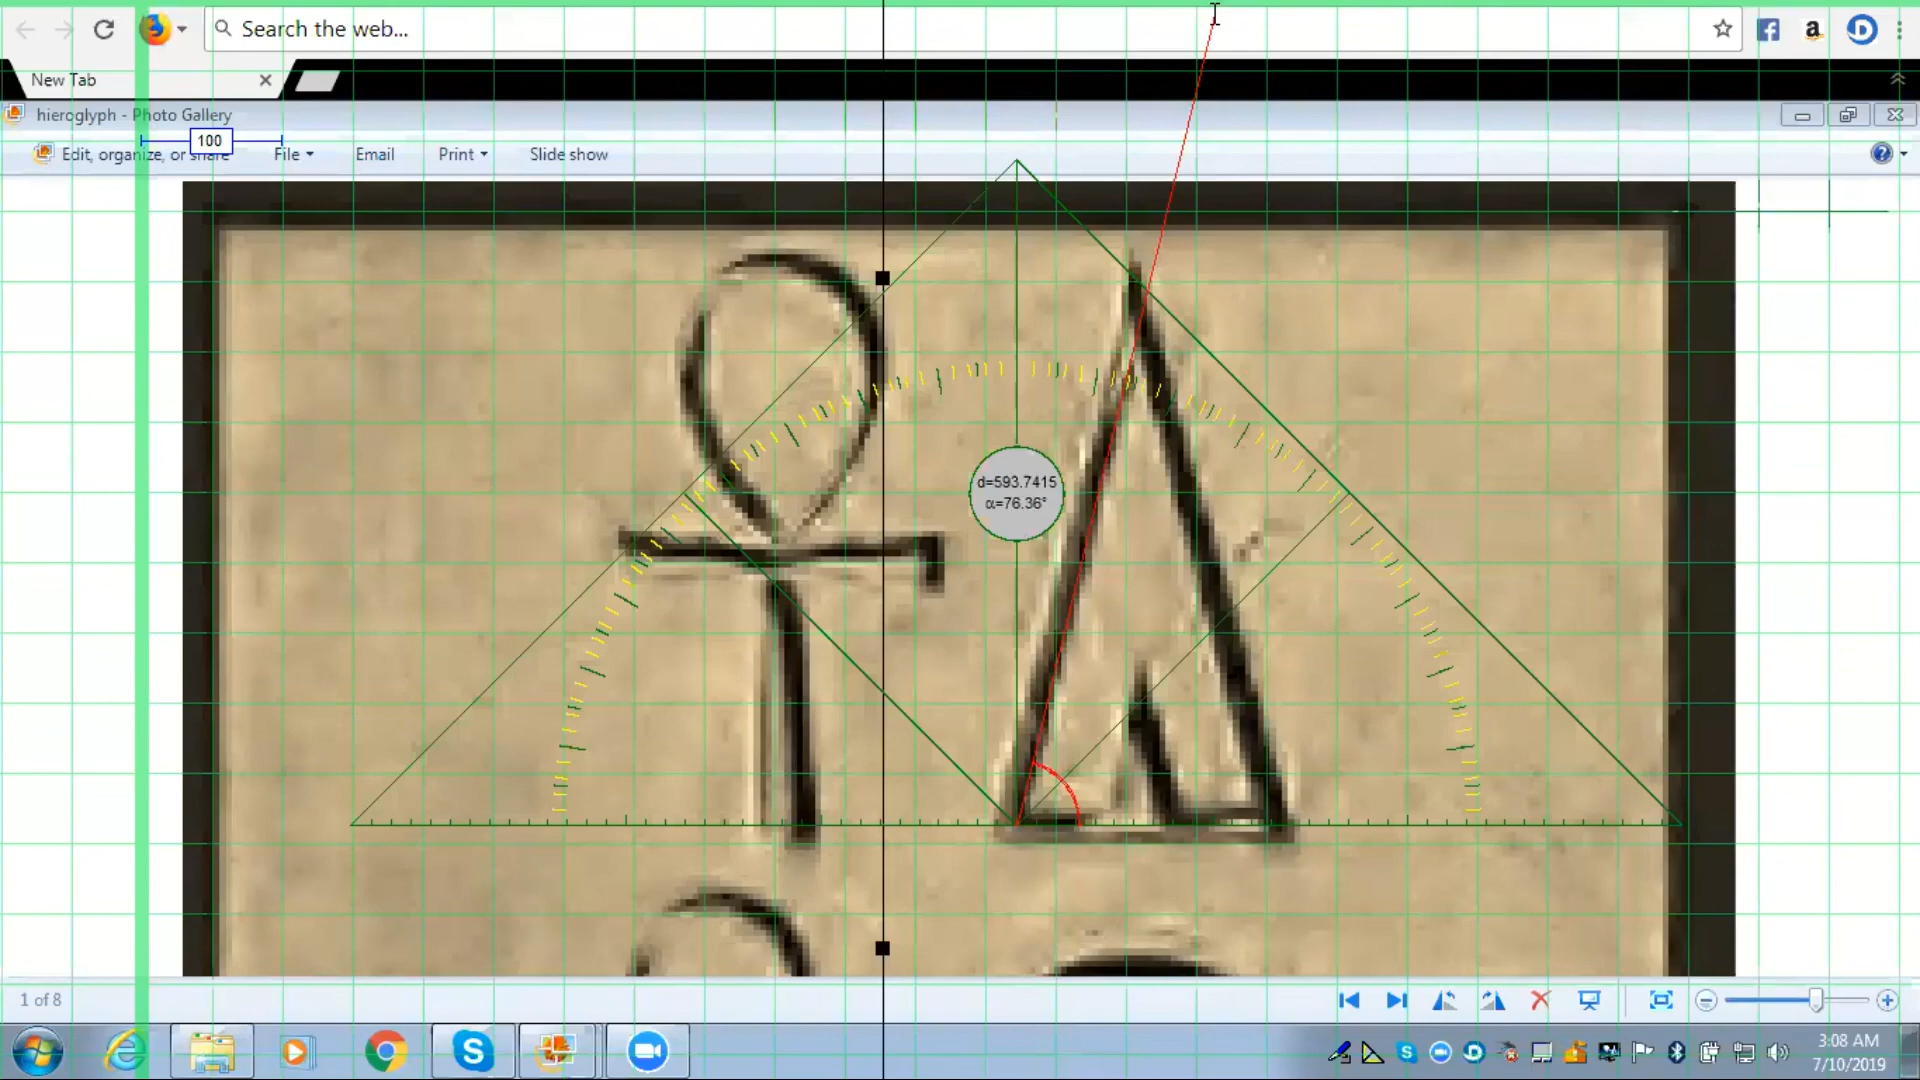 Search the web...
New Tab
hieroglyph - Photo Gallery
100
Edit, organize, or share File Email Print Slide show
d=593.7415
α=76.36°
1 of 8
3:08 AM
7/10/2019